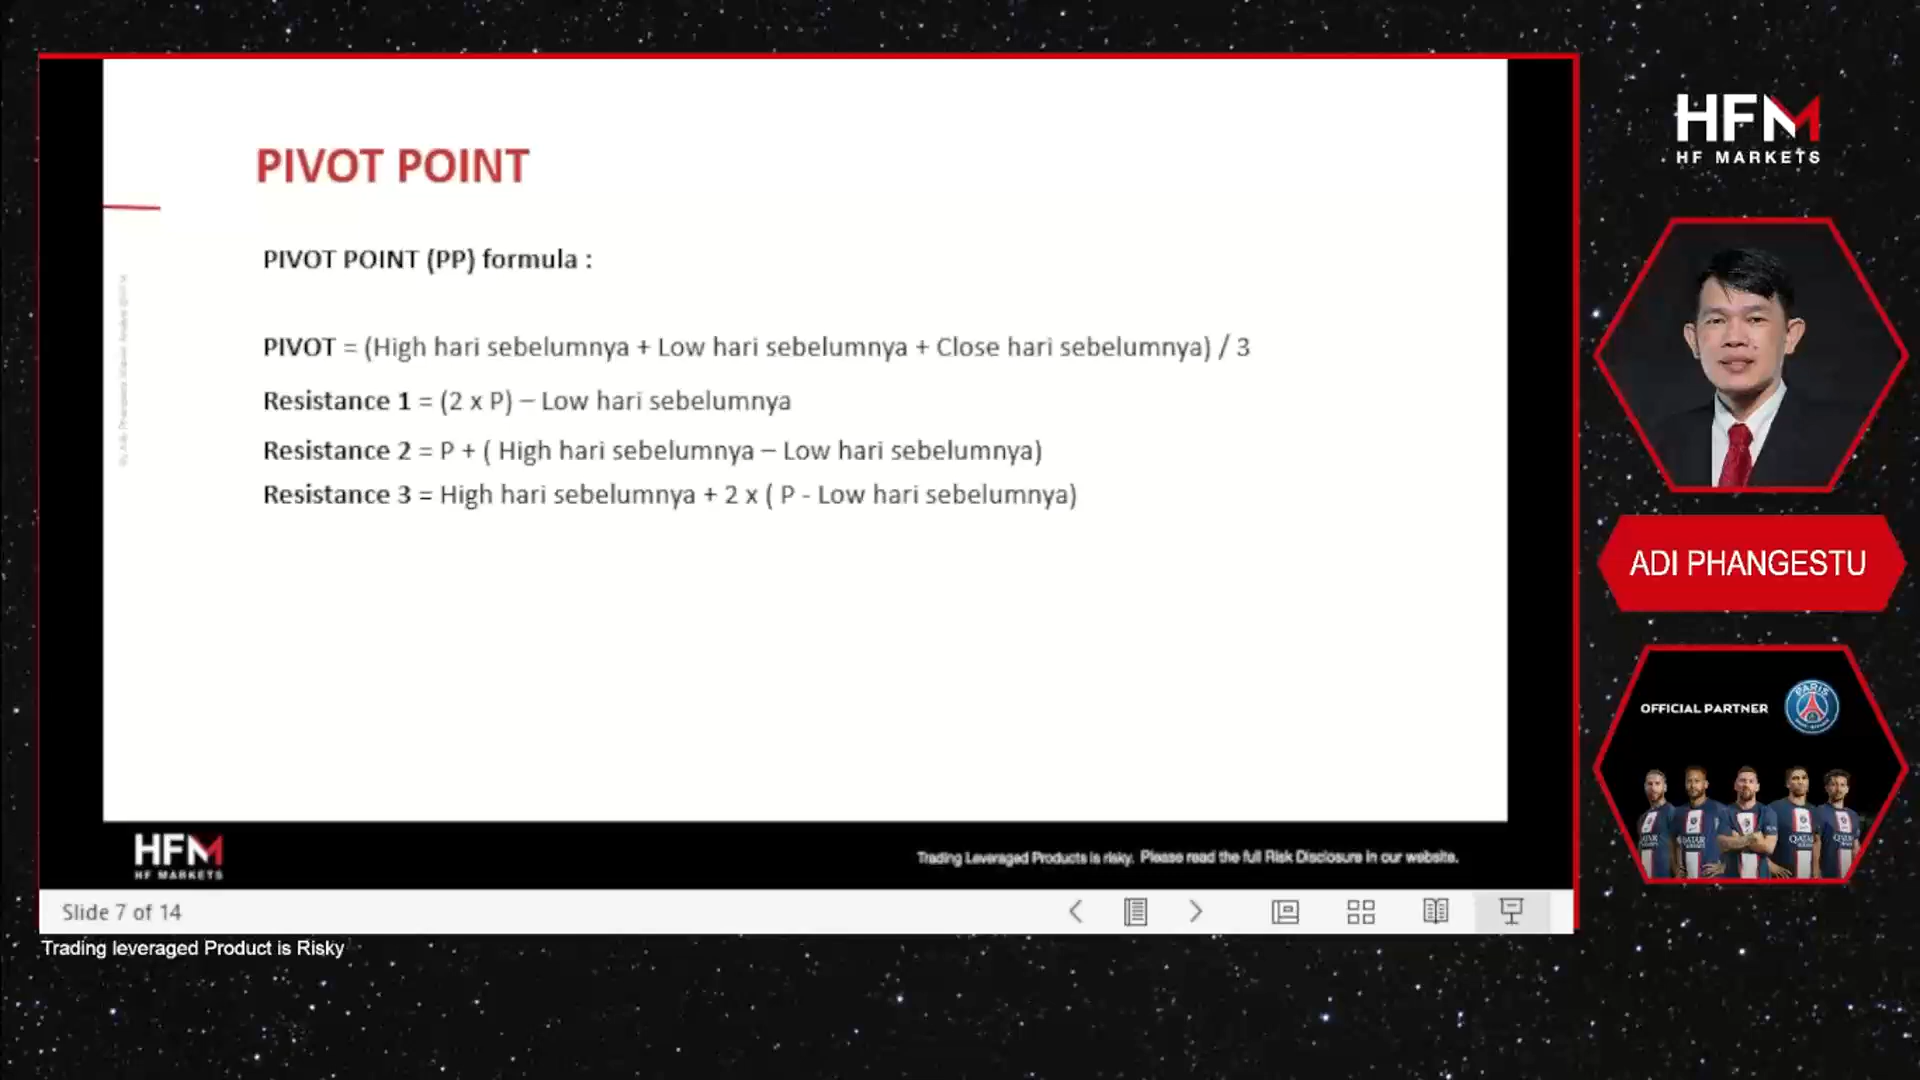 PIVOT POINT
PIVOT POINT (PP) formula :
PIVOT = (High hari sebelumnya + Low hari sebelumnya + Close hari sebelumnya) / 3
Resistance 1 = (2 x P) – Low hari sebelumnya
Resistance 2 = P + ( High hari sebelumnya – Low hari sebelumnya)
Resistance 3 = High hari sebelumnya + 2 x ( P - Low hari sebelumnya)
HFM
HF MARKETS
Trading Leveraged Products is risky. Please read the full Risk Disclosure in our website.
Slide 7 of 14
Trading leveraged Product is Risky
HFM
HF MARKETS
ADI PHANGESTU
OFFICIAL PARTNER
PARIS